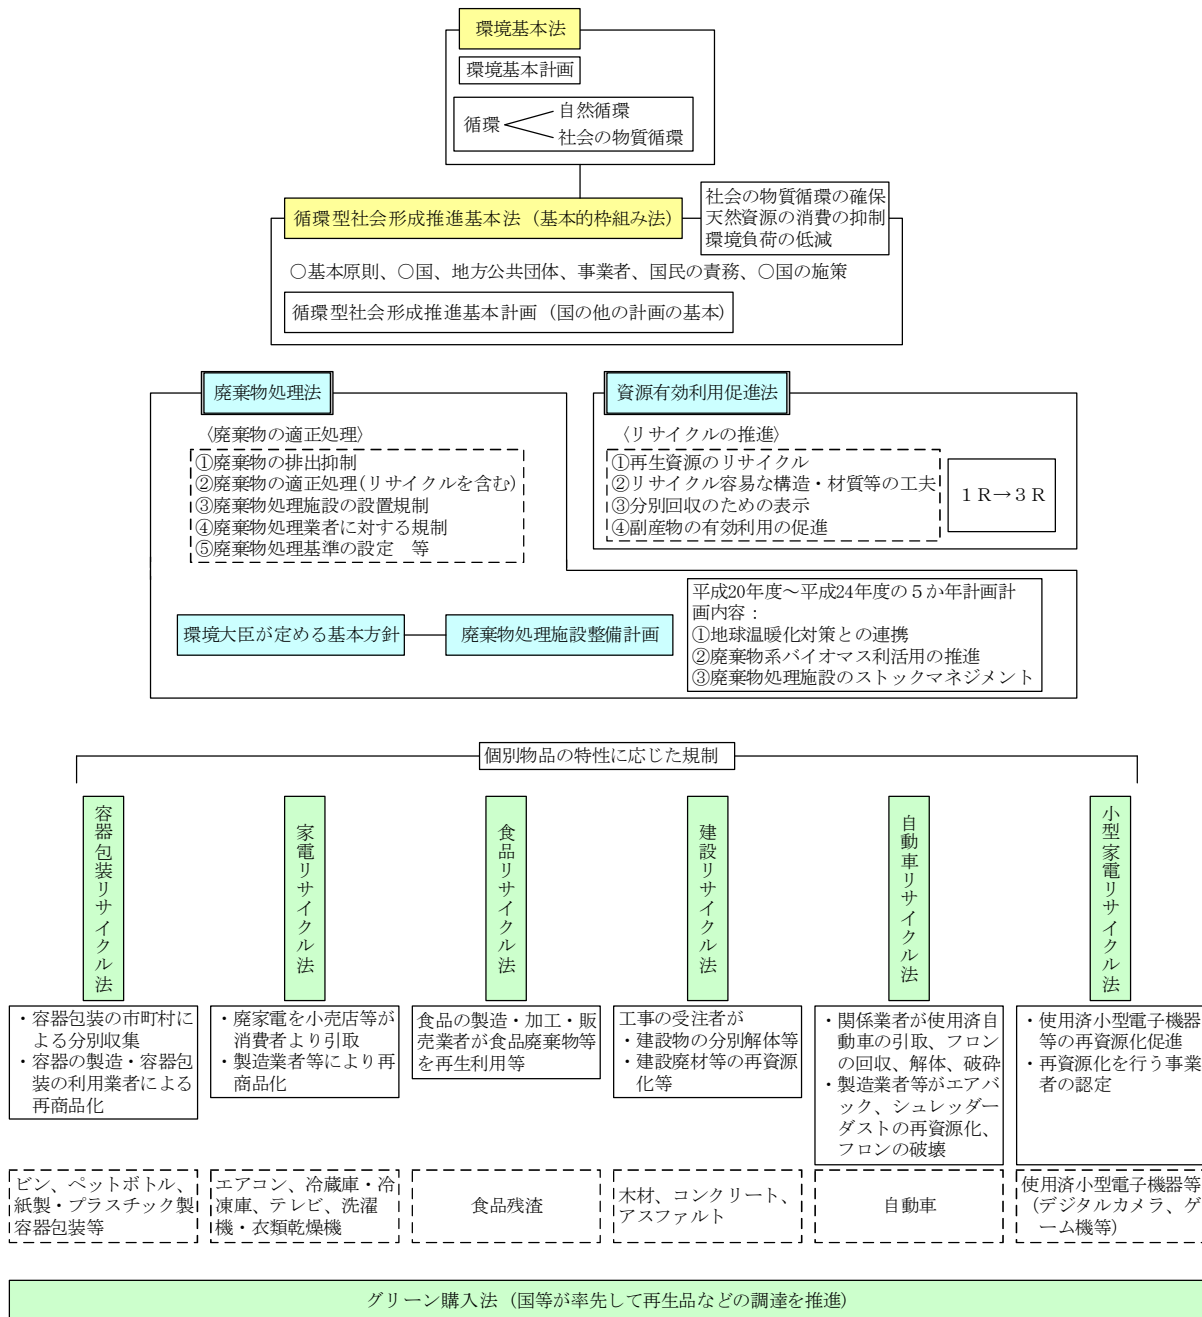 環境基本法
環境基本計画
循環
自然循環
社会の物質循環
循環型社会形成推進基本法（基本的枠組み法）
社会の物質循環の確保
天然資源の消費の抑制
環境負荷の低減
○基本原則、○国、地方公共団体、事業者、国民の責務、○国の施策
循環型社会形成推進基本計画（国の他の計画の基本）
廃棄物処理法
〈廃棄物の適正処理〉
①廃棄物の排出抑制
②廃棄物の適正処理(リサイクルを含む)
③廃棄物処理施設の設置規制
④廃棄物処理業者に対する規制
⑤廃棄物処理基準の設定　等
資源有効利用促進法
〈リサイクルの推進〉
①再生資源のリサイクル
②リサイクル容易な構造・材質等の工夫
③分別回収のための表示
④副産物の有効利用の促進
１Ｒ→３Ｒ
環境大臣が定める基本方針
廃棄物処理施設整備計画
平成20年度～平成24年度の５か年計画計
画内容：
①地球温暖化対策との連携
②廃棄物系バイオマス利活用の推進
③廃棄物処理施設のストックマネジメント
個別物品の特性に応じた規制
容器包装リサイクル法
家電リサイクル法
食品リサイクル法
建設リサイクル法
自動車リサイクル法
小型家電リサイクル法
・容器包装の市町村に
よる分別収集
・容器の製造・容器包
装の利用業者による
再商品化
・廃家電を小売店等が
消費者より引取
・製造業者等により再
商品化
食品の製造・加工・販
売業者が食品廃棄物等
を再生利用等
工事の受注者が
・建設物の分別解体等
・建設廃材等の再資源
化等
・関係業者が使用済自
動車の引取、フロン
の回収、解体、破砕
・製造業者等がエアバ
ック、シュレッダー
ダストの再資源化、
フロンの破壊
・使用済小型電子機器
等の再資源化促進
・再資源化を行う事業
者の認定
ビン、ペットボトル、
紙製・プラスチック製
容器包装等
エアコン、冷蔵庫・冷
凍庫、テレビ、洗濯
機・衣類乾燥機
食品残渣
木材、コンクリート、
アスファルト
自動車
使用済小型電子機器等
（デジタルカメラ、ゲ
ーム機等）
グリーン購入法（国等が率先して再生品などの調達を推進）